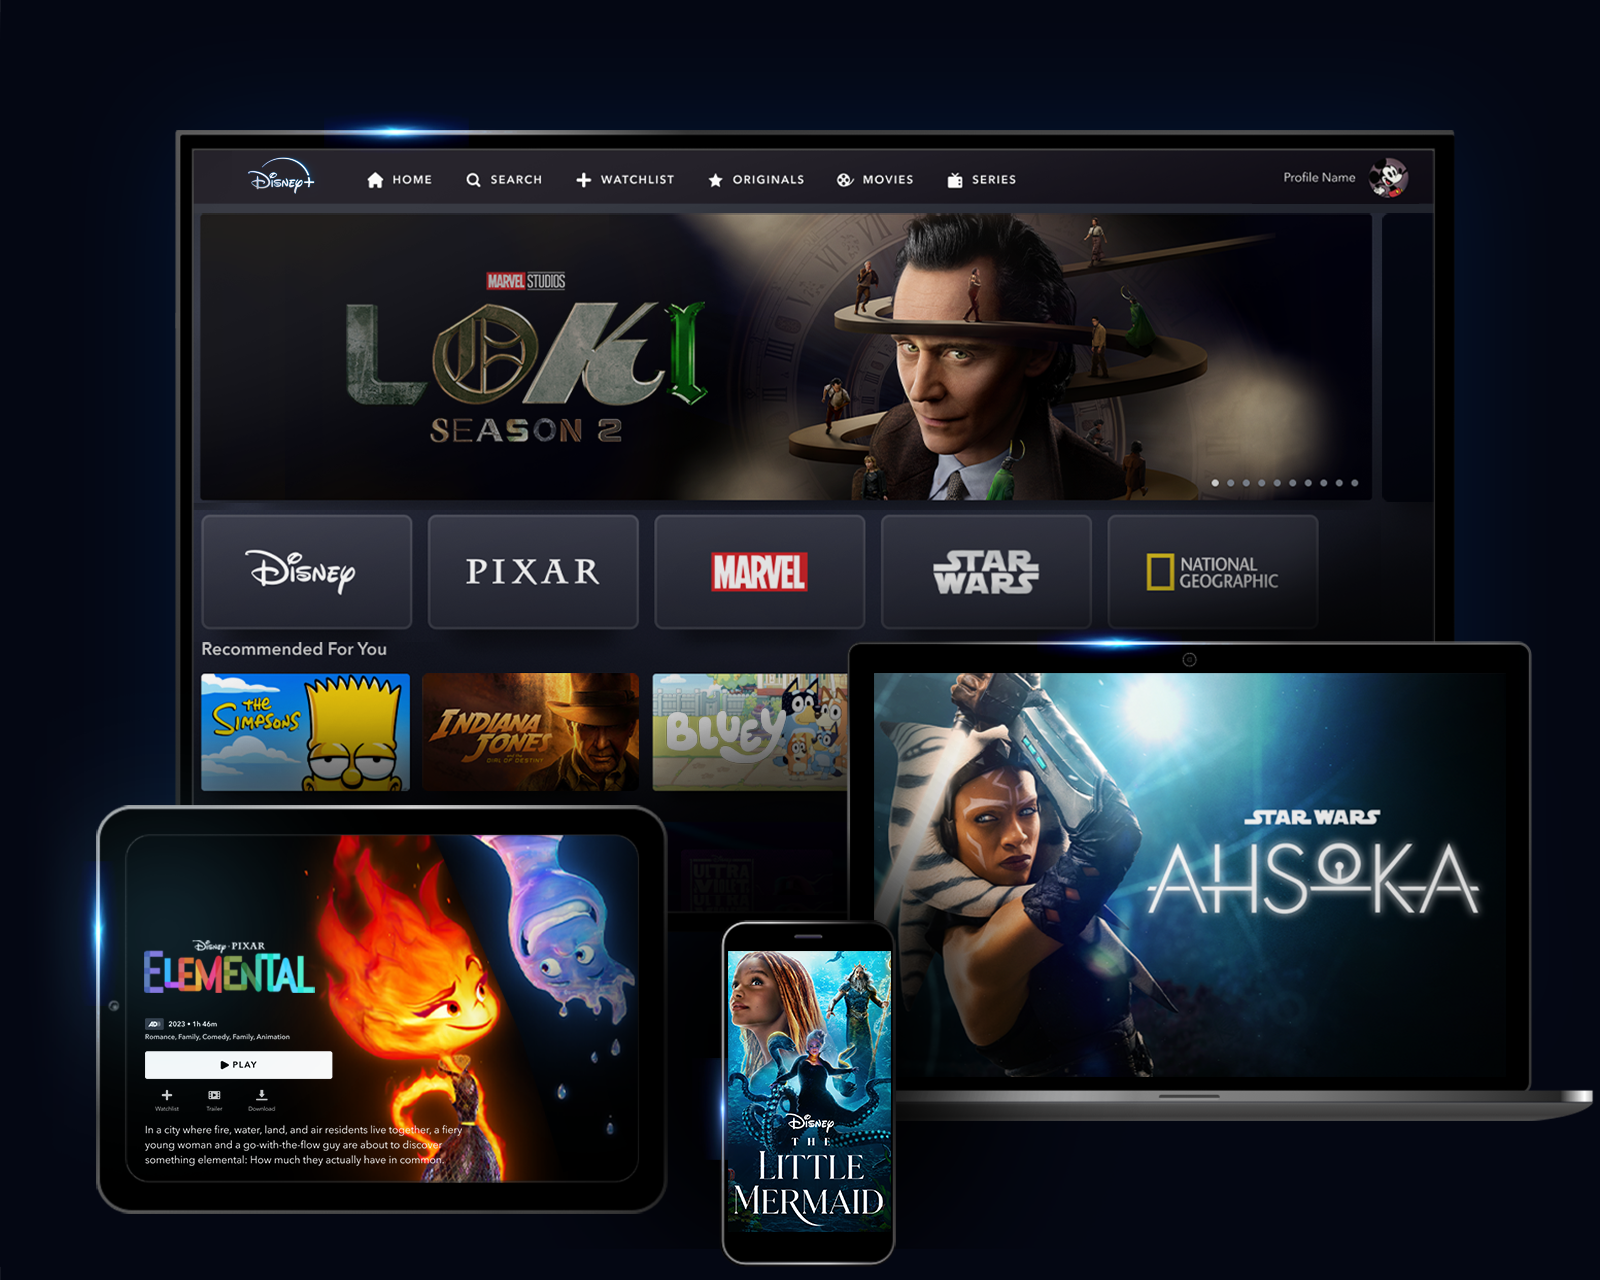 Disney+
HOME
SEARCH
WATCHLIST
ORIGINALS
MOVIES
SERIES
Profile Name
MARVEL STUDIOS
LOKI
SEASON 2
Disney
PIXAR
MARVEL
STAR
WARS
NATIONAL
GEOGRAPHIC
Recommended For You
THE
SIMPSONS
INDIANA
JONES
and the
DIAL OF DESTINY
BLUEY
STAR WARS
AHSOKA
ULTRA
VIOLET
Disney · PIXAR
ELEMENTAL
AD 2023 • 1h 46m
Romance, Family, Comedy, Family, Animation
PLAY
Watchlist
Trailer
Download
In a city where fire, water, land, and air residents live together, a fiery
young woman and a go-with-the-flow guy are about to discover
something elemental: How much they actually have in common.
Disney
THE
LITTLE
MERMAID